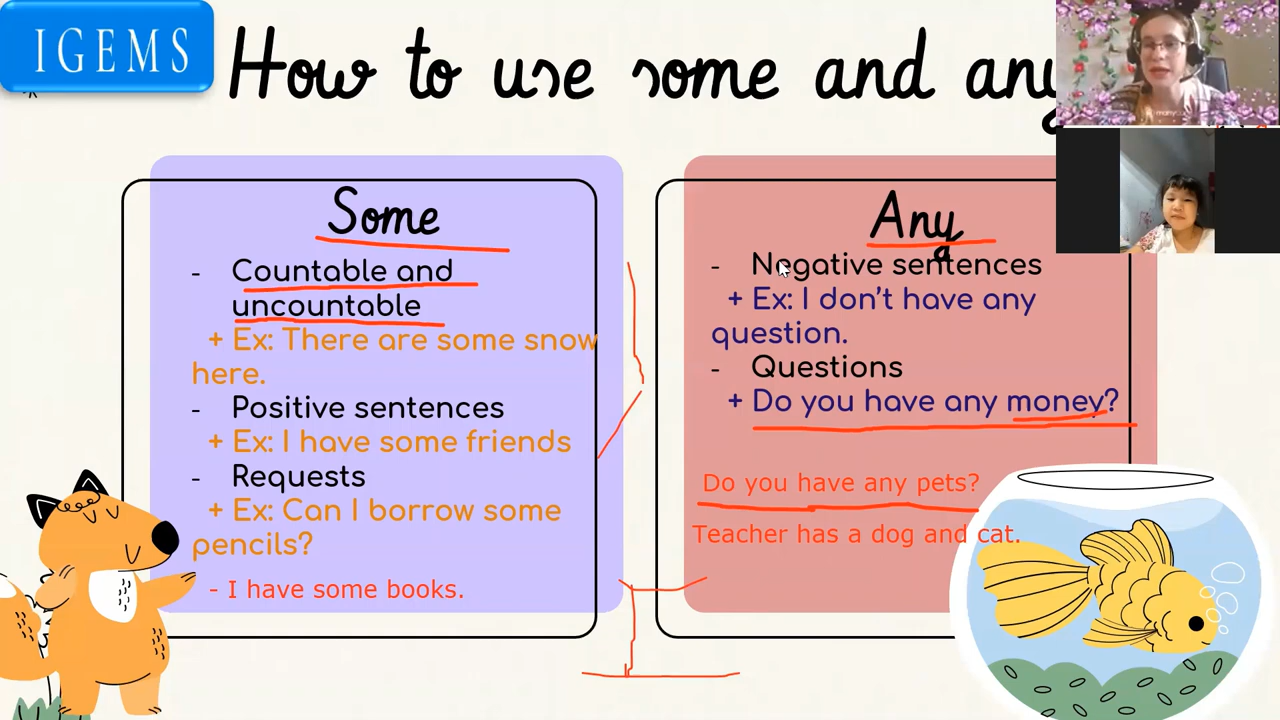 IGEMS
How to use some and any
Some
- Countable and
uncountable
+ Ex: There are some snow
here.
- Positive sentences
+ Ex: I have some friends
- Requests
+ Ex: Can I borrow some
pencils?
- I have some books.
Any
a
- Negative sentences
+ Ex: I don't have any
question.
- Questions
+ Do you have any money?
Do you have any pets?
Teacher has a dog and cat.